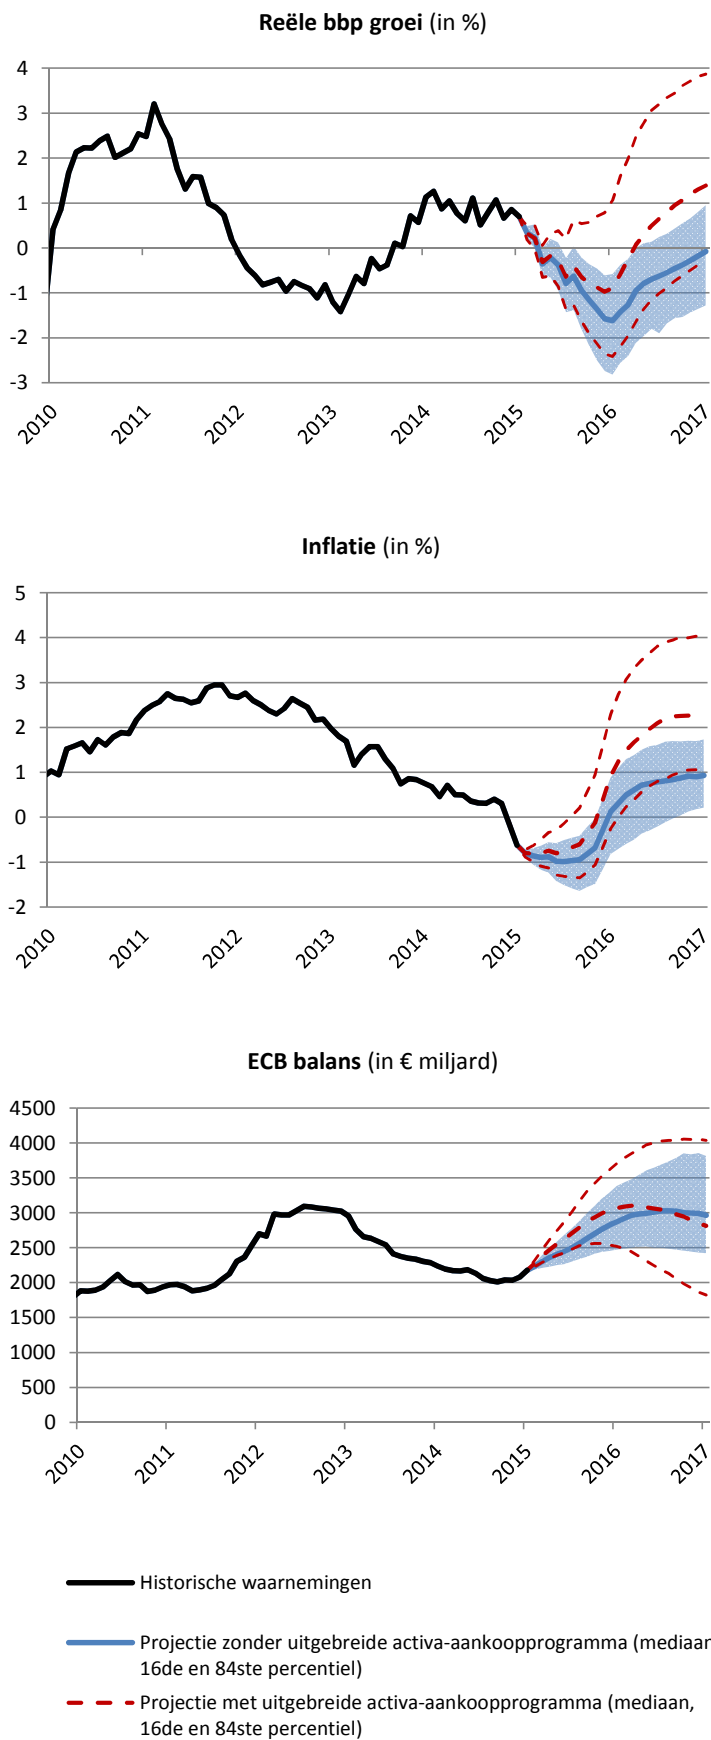 Reële bbp groei (in %)
4
3
2
1
0
-1
-2
-3
2010 2011 2012 2013 2014 2015 2016 2017
Inflatie (in %)
5
4
3
2
1
0
-1
-2
2010 2011 2012 2013 2014 2015 2016 2017
ECB balans (in € miljard)
4500
4000
3500
3000
2500
2000
1500
1000
500
0
2010 2011 2012 2013 2014 2015 2016 2017
Historische waarnemingen
Projectie zonder uitgebreide activa-aankoopprogramma (mediaan
16de en 84ste percentiel)
Projectie met uitgebreide activa-aankoopprogramma (mediaan,
16de en 84ste percentiel)